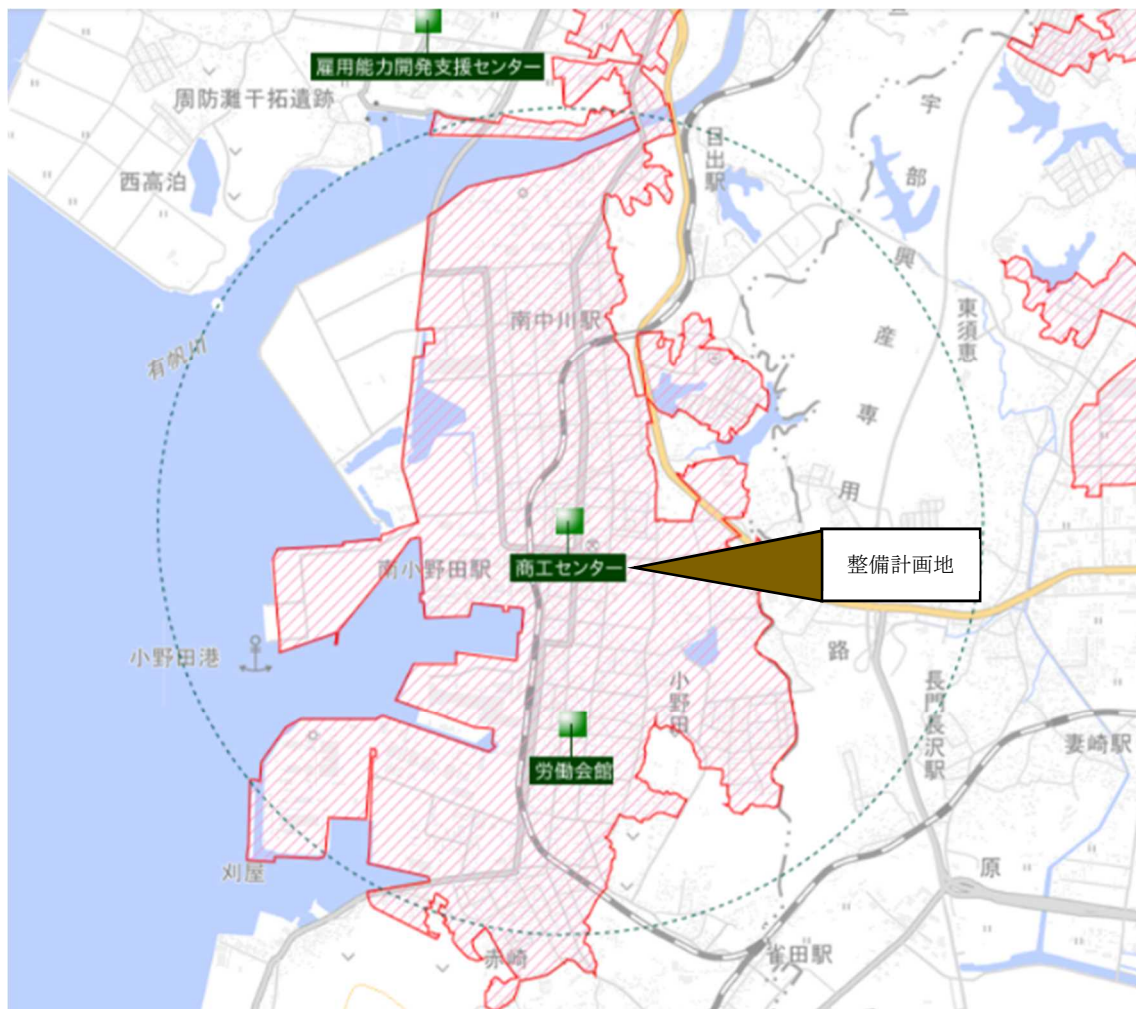 雇用能力開発支援センター
周防灘干拓遺跡
西高泊
目出駅
宇部興産専用路
東須恵
南中川駅
有帆川
南小野田駅
商工センター
整備計画地
小野田港
小野田
長門長沢駅
妻崎駅
労働会館
刈屋
原
赤崎
雀田駅